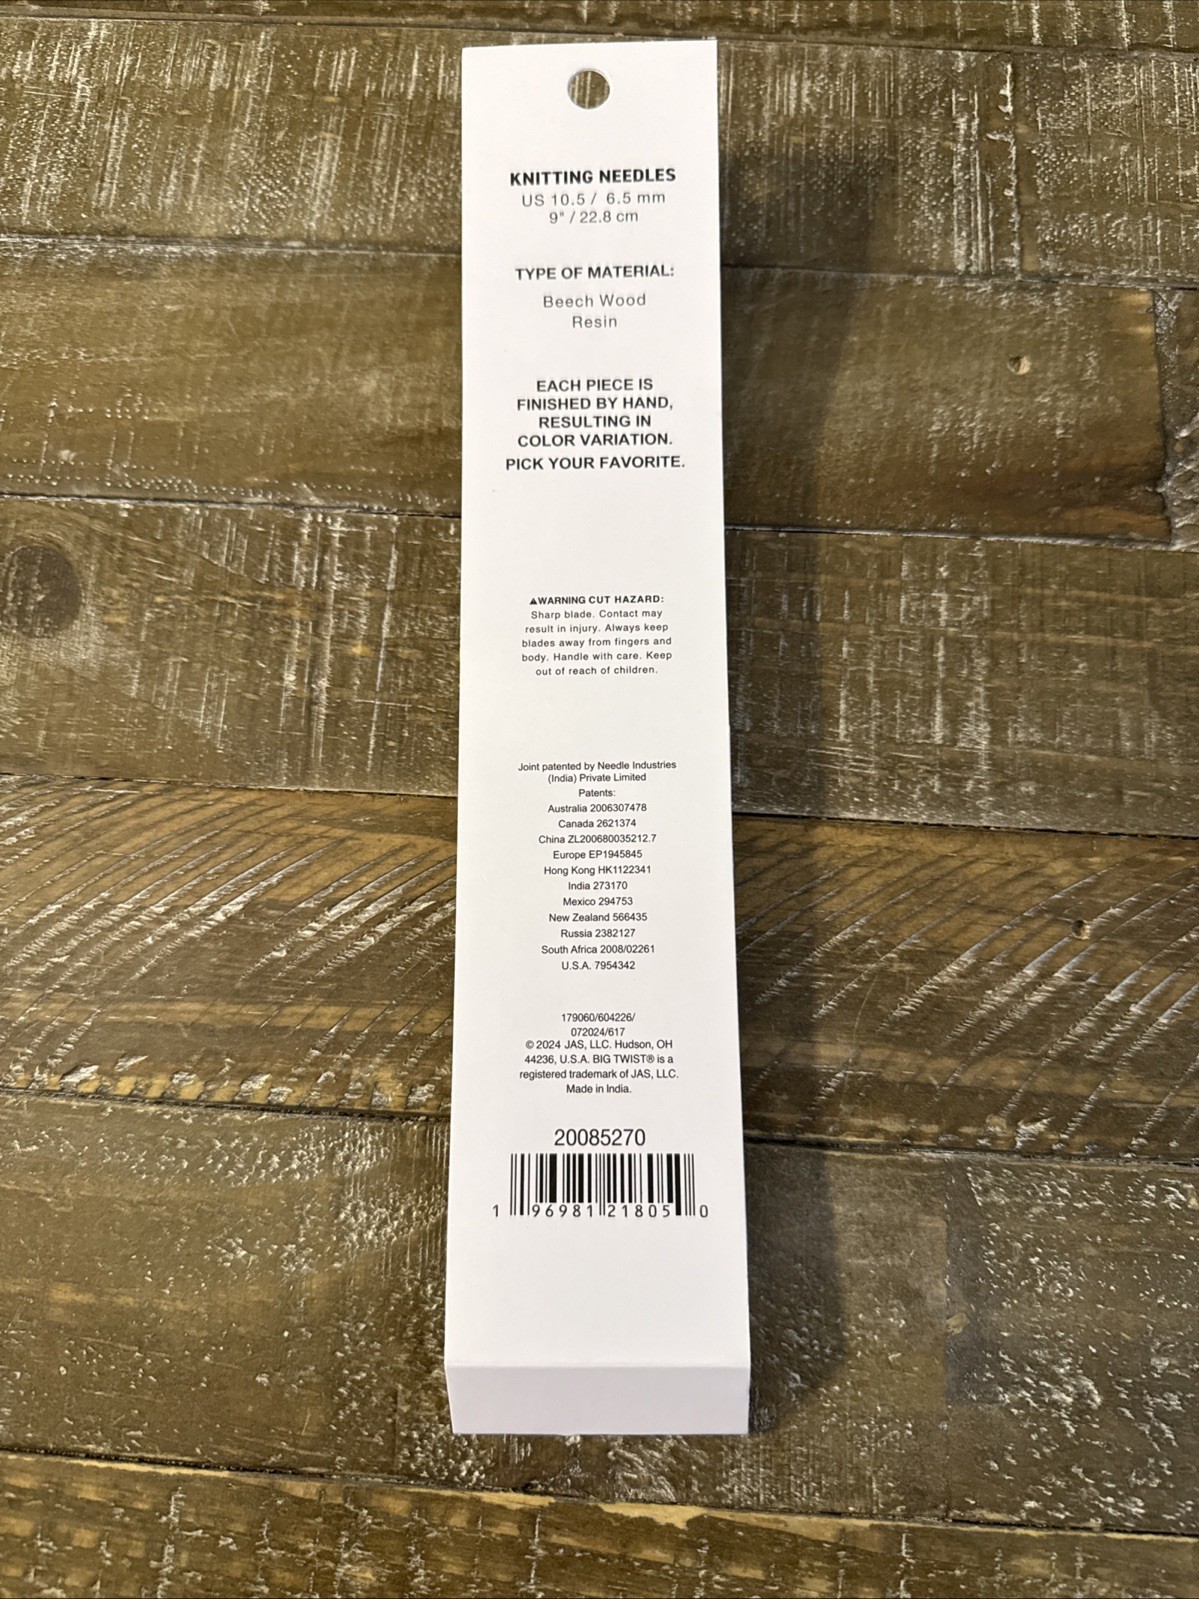 KNITTING NEEDLES
US 10.5 / 6.5 mm
9" / 22.8 cm
TYPE OF MATERIAL:
Beech Wood
Resin
EACH PIECE IS
FINISHED BY HAND,
RESULTING IN
COLOR VARIATION.
PICK YOUR FAVORITE.
⚠WARNING CUT HAZARD:
Sharp blade. Contact may
result in injury. Always keep
blades away from fingers and
body. Handle with care. Keep
out of reach of children.
Joint patented by Needle Industries
(India) Private Limited
Patents:
Australia 2006307478
Canada 2621374
China ZL200680035212.7
Europe EP1945845
Hong Kong HK1122341
India 273170
Mexico 294753
New Zealand 566435
Russia 2382127
South Africa 2008/02261
U.S.A. 7954342
179060/604226/
072024/617
© 2024 JAS, LLC. Hudson, OH
44236, U.S.A. BIG TWIST® is a
registered trademark of JAS, LLC.
Made in India.
20085270
1 96981 21805 0